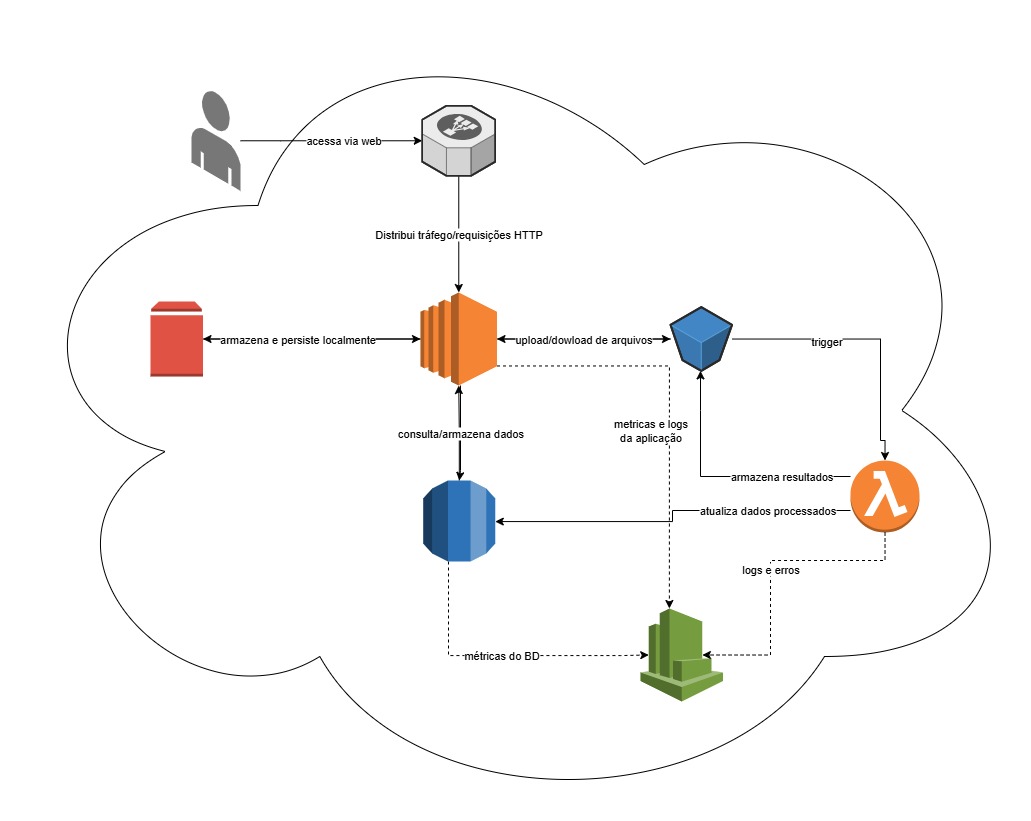 acessa via web
Distribui tráfego/requisições HTTP
armazena e persiste localmente
upload/dowload de arquivos
trigger
metricas e logs
da aplicação
consulta/armazena dados
armazena resultados
atualiza dados processados
logs e erros
métricas do BD